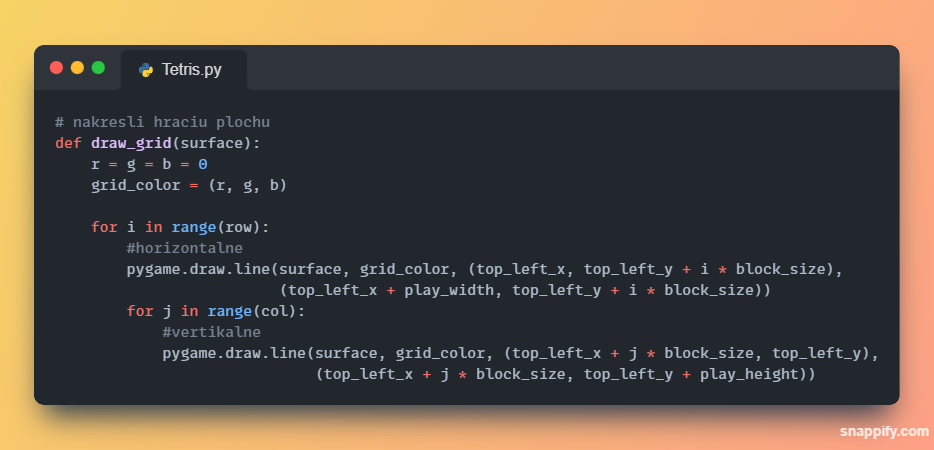 Tetris.py
# nakresli hraciu plochu
def draw_grid(surface):
    r = g = b = 0
    grid_color = (r, g, b)

    for i in range(row):
        #horizontalne
        pygame.draw.line(surface, grid_color, (top_left_x, top_left_y + i * block_size),
                         (top_left_x + play_width, top_left_y + i * block_size))
        for j in range(col):
            #vertikalne
            pygame.draw.line(surface, grid_color, (top_left_x + j * block_size, top_left_y),
                             (top_left_x + j * block_size, top_left_y + play_height))
snappify.com